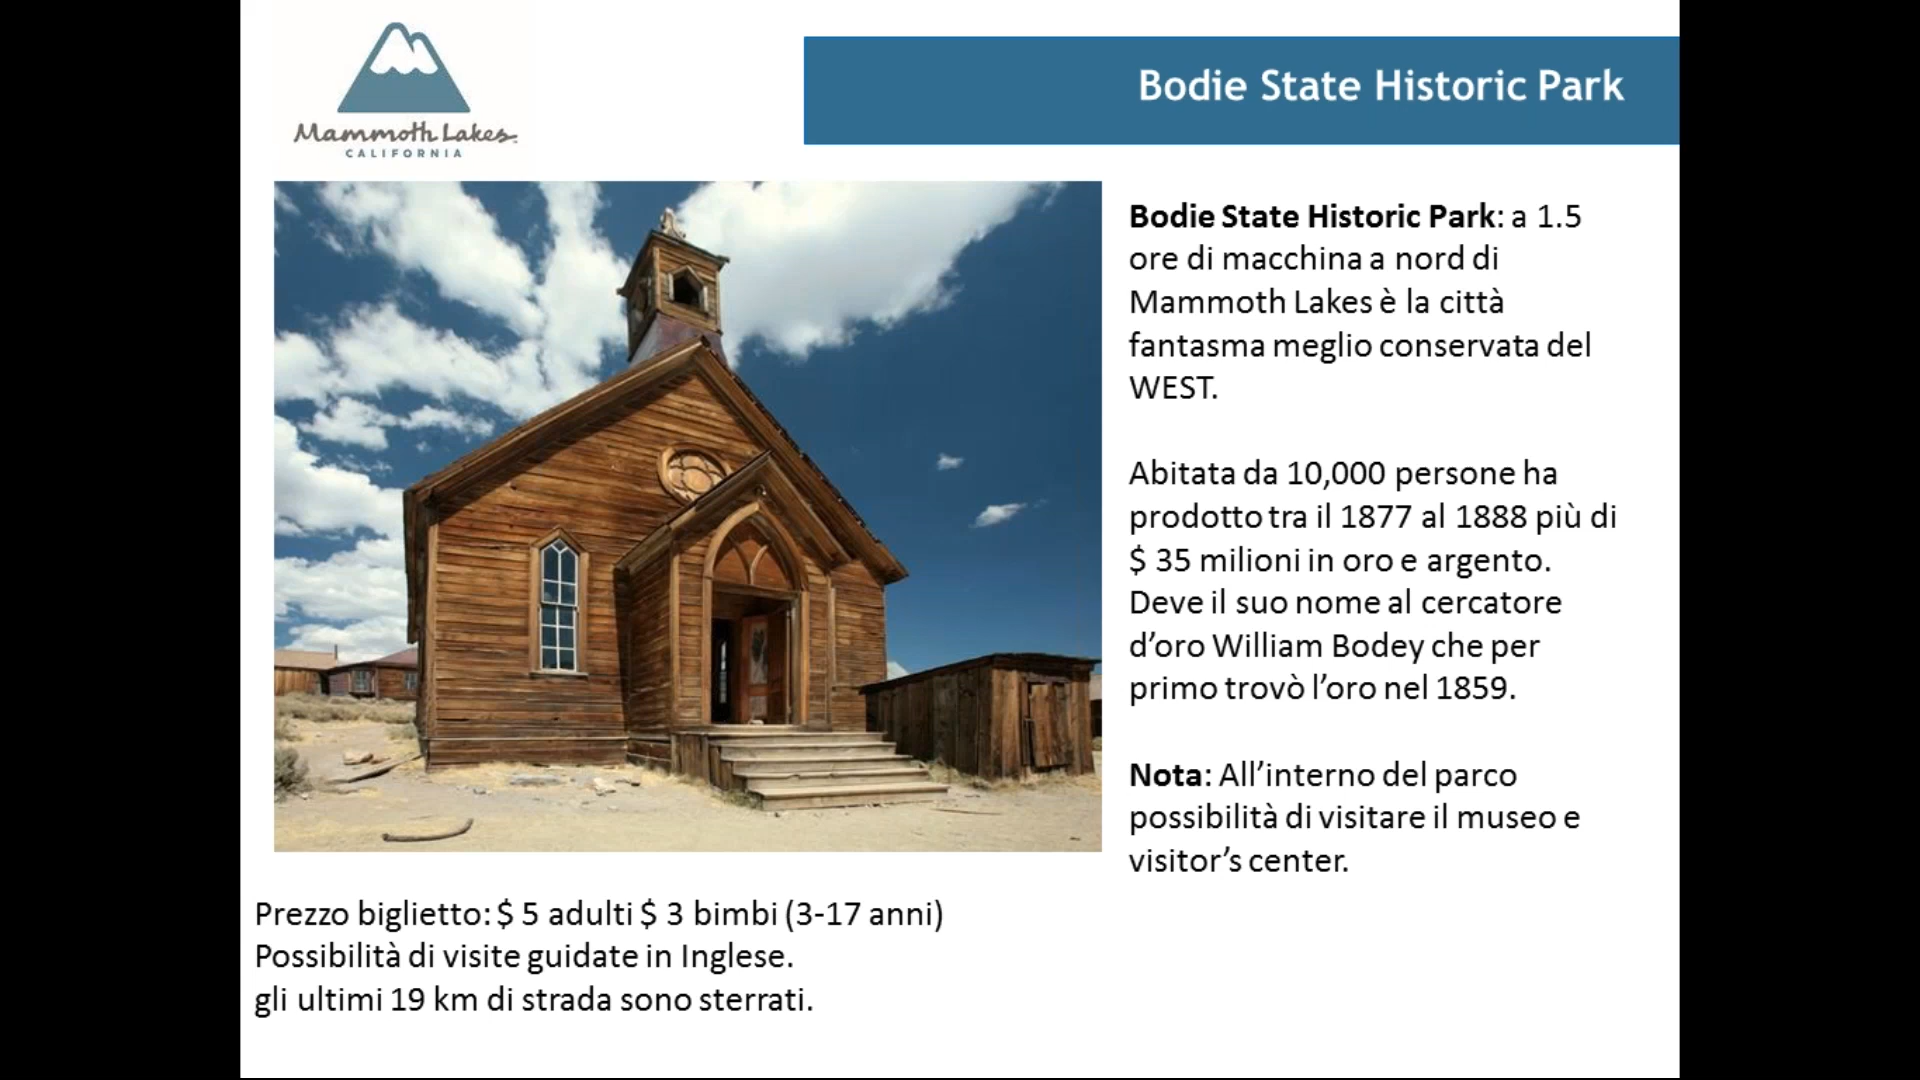 Mammoth Lakes
CALIFORNIA
Bodie State Historic Park
Bodie State Historic Park: a 1.5
ore di macchina a nord di
Mammoth Lakes è la città
fantasma meglio conservata del
WEST.
Abitata da 10,000 persone ha
prodotto tra il 1877 al 1888 più di
$ 35 milioni in oro e argento.
Deve il suo nome al cercatore
d’oro William Bodey che per
primo trovò l’oro nel 1859.
Nota: All’interno del parco
possibilità di visitare il museo e
visitor’s center.
Prezzo biglietto: $ 5 adulti $ 3 bimbi (3-17 anni)
Possibilità di visite guidate in Inglese.
gli ultimi 19 km di strada sono sterrati.